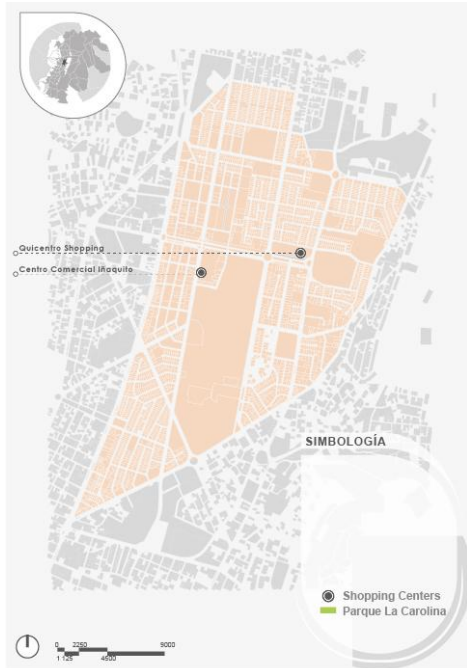 Quicentro Shopping
Centro Comercial Iñaquito
SIMBOLOGÍA
Shopping Centers
Parque La Carolina
0 2250 9000
1 125 4500